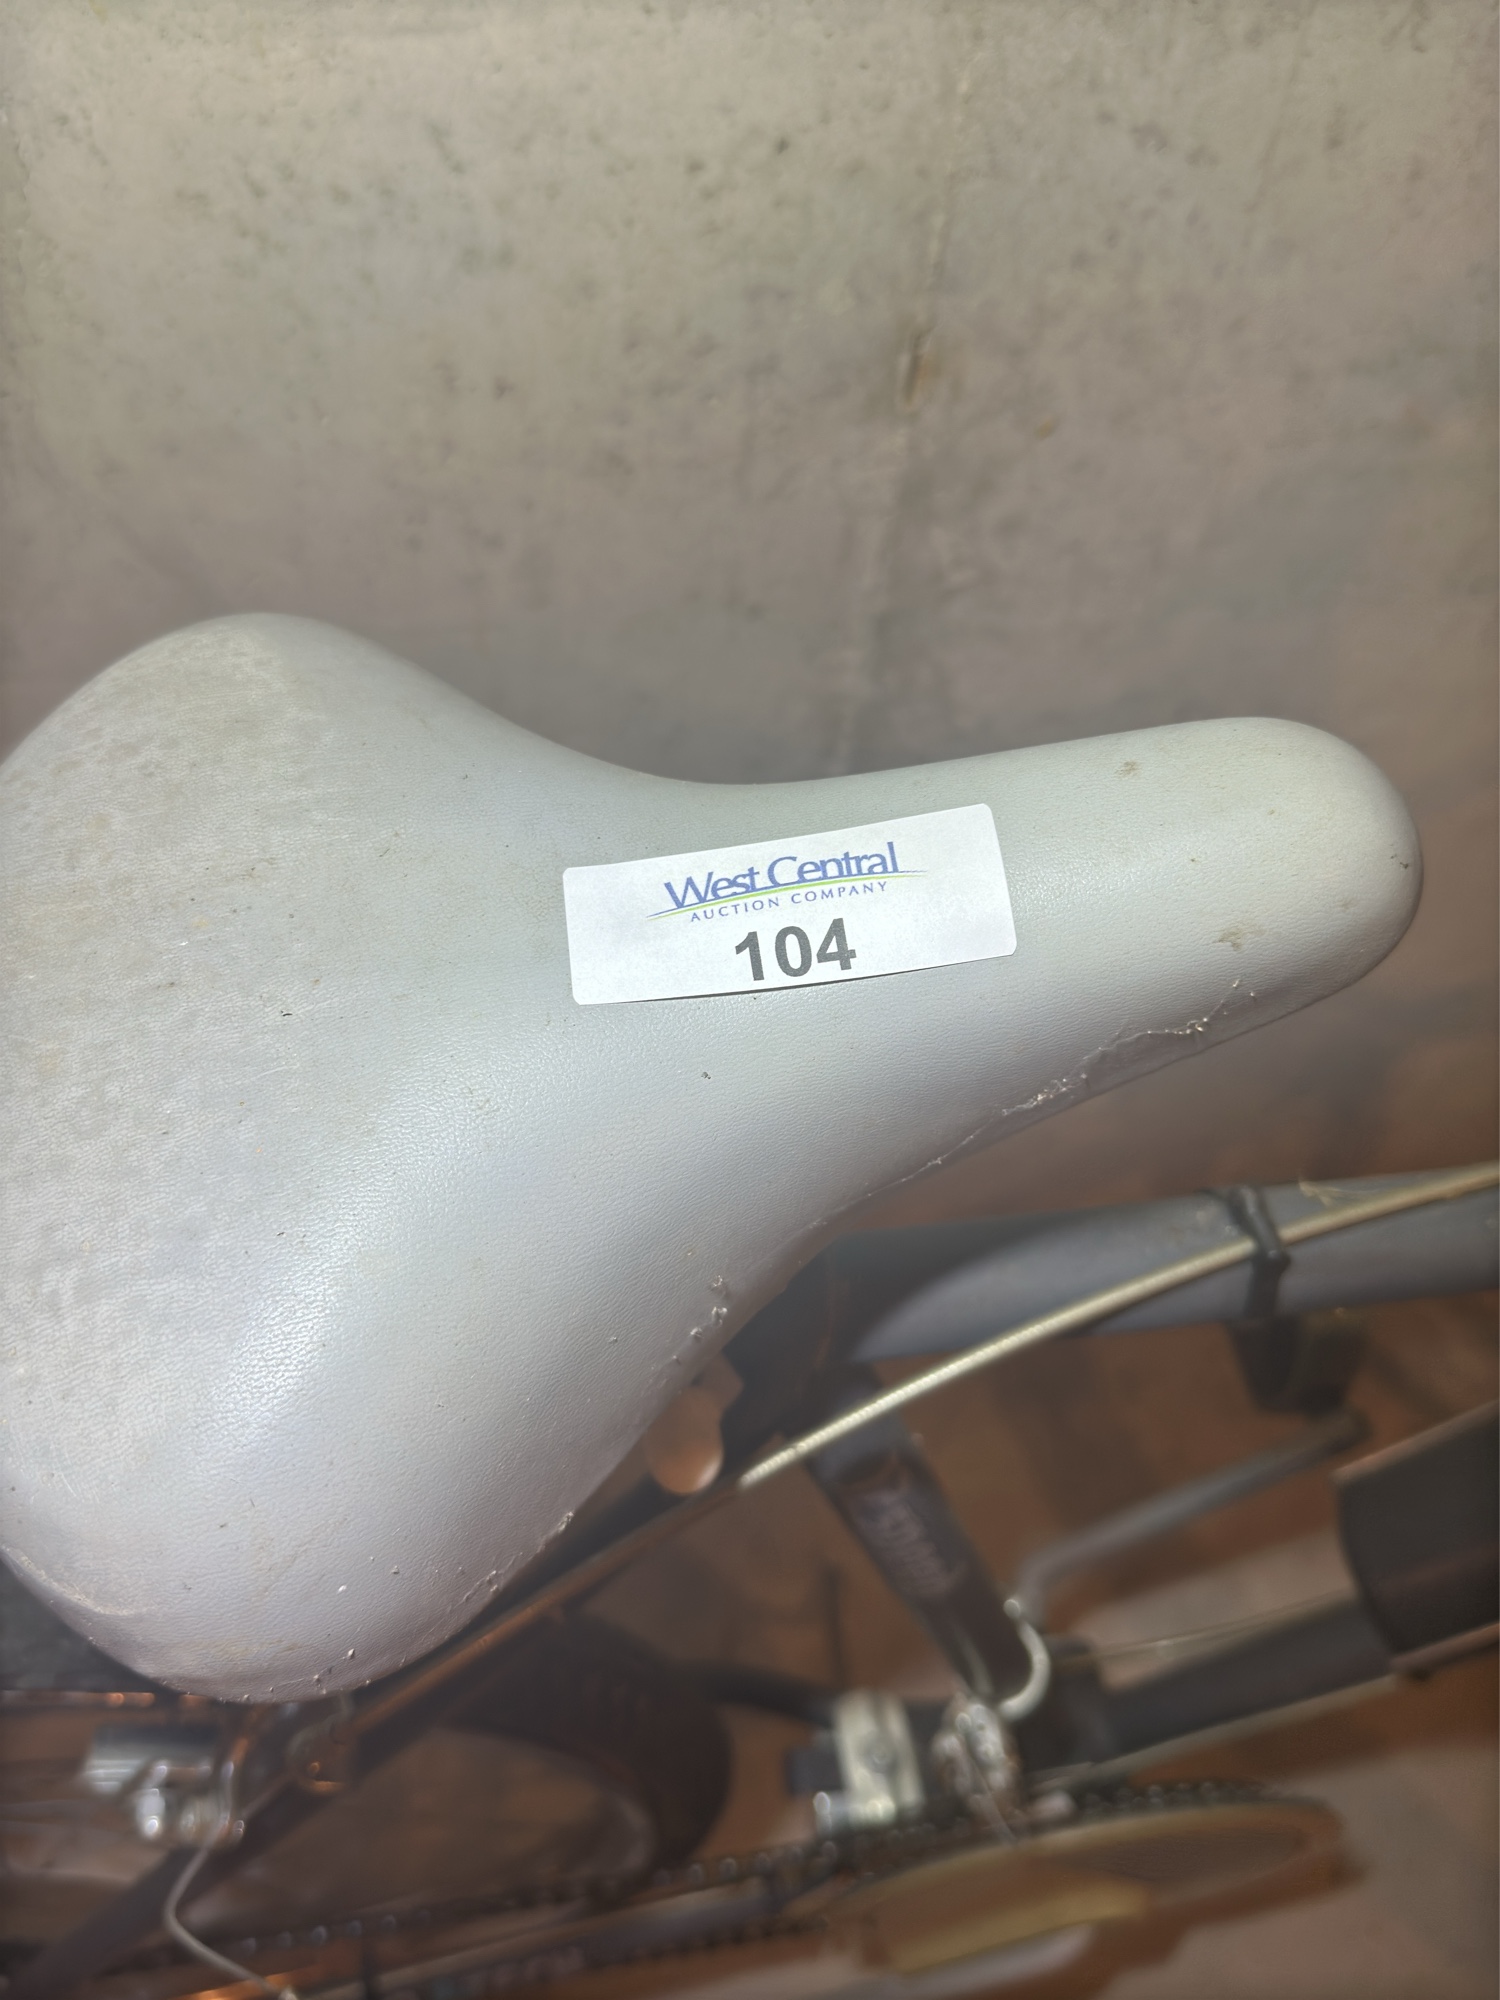 West Central
AUCTION COMPANY
104